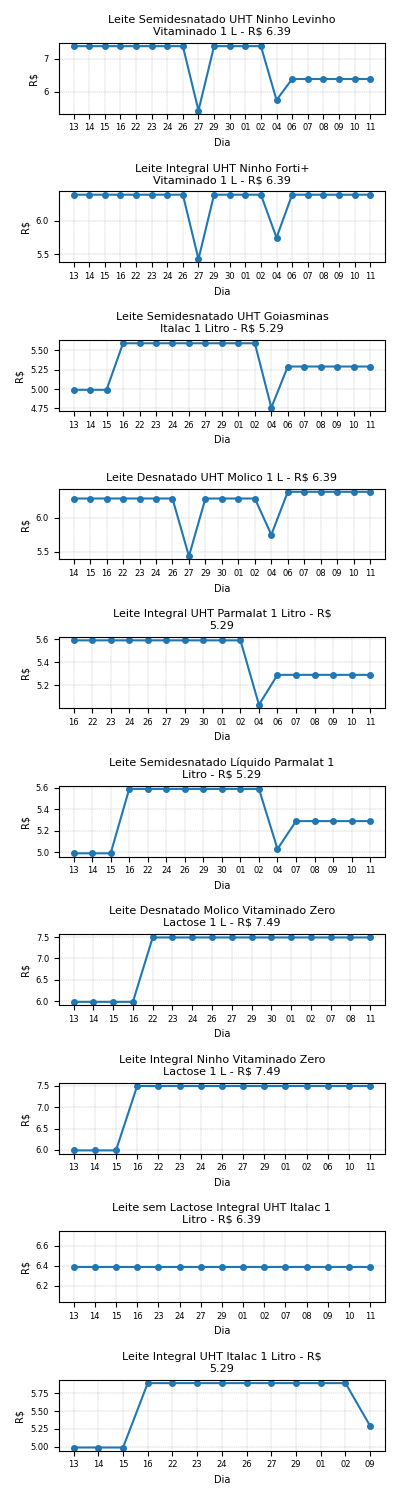 Leite Semidesnatado UHT Ninho Levinho
Vitaminado 1 L - R$ 6.39
7
6
R$
13 14 15 16 22 23 24 26 27 29 30 01 02 04 06 07 08 09 10 11
Dia
Leite Integral UHT Ninho Forti+
Vitaminado 1 L - R$ 6.39
6.0
5.5
R$
13 14 15 16 22 23 24 26 27 29 30 01 02 04 06 07 08 09 10 11
Dia
Leite Semidesnatado UHT Goiasminas
Italac 1 Litro - R$ 5.29
5.50
5.25
5.00
4.75
R$
13 14 15 16 22 23 24 26 27 29 30 01 02 04 06 07 08 09 10 11
Dia
Leite Desnatado UHT Molico 1 L - R$ 6.39
6.0
5.5
R$
14 15 16 22 23 24 26 27 29 30 01 02 04 06 07 08 09 10 11
Dia
Leite Integral UHT Parmalat 1 Litro - R$
5.29
5.6
5.4
5.2
R$
16 22 23 24 26 27 29 30 01 02 04 06 07 08 09 10 11
Dia
Leite Semidesnatado Líquido Parmalat 1
Litro - R$ 5.29
5.6
5.4
5.2
5.0
R$
13 14 15 16 22 24 26 29 30 01 02 04 07 08 09 10 11
Dia
Leite Desnatado Molico Vitaminado Zero
Lactose 1 L - R$ 7.49
7.5
7.0
6.5
6.0
R$
13 14 15 16 22 23 24 26 27 29 30 01 02 07 08 11
Dia
Leite Integral Ninho Vitaminado Zero
Lactose 1 L - R$ 7.49
7.5
7.0
6.5
6.0
R$
13 14 15 16 22 23 24 26 27 29 01 02 06 10 11
Dia
Leite sem Lactose Integral UHT Italac 1
Litro - R$ 6.39
6.6
6.4
6.2
R$
13 14 15 16 23 24 27 29 01 02 07 08 09 10 11
Dia
Leite Integral UHT Italac 1 Litro - R$
5.29
5.75
5.50
5.25
5.00
R$
13 14 15 16 22 23 24 26 27 29 01 02 09
Dia